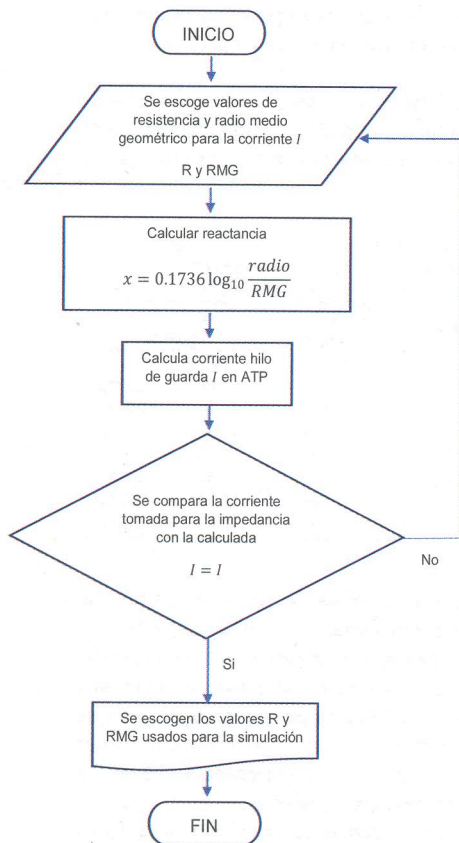 INICIO
Se escoge valores de
resistencia y radio medio
geométrico para la corriente I
R y RMG
Calcular reactancia
x = 0.1736 log₁₀ radio/RMG
Calcula corriente hilo
de guarda I en ATP
Se compara la corriente
tomada para la impedancia
con la calculada
I = I
No
Si
Se escogen los valores R y
RMG usados para la simulación
FIN